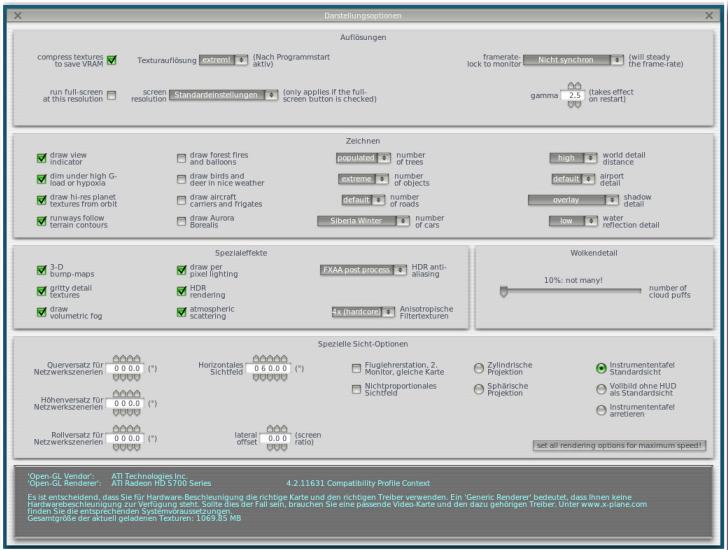 Darstellungsoptionen
Auflösungen
compress textures
to save VRAM
Texturauflösung
extrem!
(Nach Programmstart
aktiv)
framerate-
lock to monitor
Nicht synchron
(will steady
the frame-rate)
run full-screen
at this resolution
screen
resolution
Standardeinstellungen
(only applies if the full-
screen button is checked)
gamma
2.5
(takes effect
on restart)
Zeichnen
draw view
indicator
draw forest fires
and balloons
populated
number
of trees
high
world detail
distance
dim under high G-
load or hypoxia
draw birds and
deer in nice weather
extreme
number
of objects
default
airport
detail
draw hi-res planet
textures from orbit
draw aircraft
carriers and frigates
default
number
of roads
overlay
shadow
detail
runways follow
terrain contours
draw Aurora
Borealis
Siberia Winter
number
of cars
low
water
reflection detail
Spezialeffekte
3-D
bump-maps
draw per
pixel lighting
FXAA post process
HDR anti-
aliasing
gritty detail
textures
HDR
rendering
draw
volumetric fog
atmospheric
scattering
4x (hardcore)
Anisotropische
Filtertexturen
Wolkendetail
10%: not many!
number of
cloud puffs
Spezielle Sicht-Optionen
Querversatz für
Netzwerkszenerien
0 0 0.0
(°)
Horizontales
Sichtfeld
0 6 0.0 0
(°)
Fluglehrerstation, 2.
Monitor, gleiche Karte
Zylindrische
Projektion
Instrumententafel
Standardsicht
Höhenversatz für
Netzwerkszenerien
0 0 0.0
(°)
Nichtproportionales
Sichtfeld
Sphärische
Projektion
Vollbild ohne HUD
als Standardsicht
Instrumententafel
arretieren
Rollversatz für
Netzwerkszenerien
0 0 0.0
(°)
lateral
offset
0.0 0
(screen
ratio)
set all rendering options for maximum speed!
'Open-GL Vendor': ATI Technologies Inc.
'Open-GL Renderer': ATI Radeon HD 5700 Series 4.2.11631 Compatibility Profile Context
Es ist entscheidend, dass Sie für Hardware-Bescheunigung die richtige Karte und den richtigen Treiber verwenden. Ein 'Generic Renderer' bedeutet, dass Ihnen keine
Hardwarebeschleunigung zur Verfügung steht. Sollte dies der Fall sein, brauchen Sie eine passende Video-Karte und den dazu gehörigen Treiber. Unter www.x-plane.com
finden Sie die entsprechenden Systemvoraussetzungen.
Gesamtgröße der aktuell geladenen Texturen: 1069.85 MB